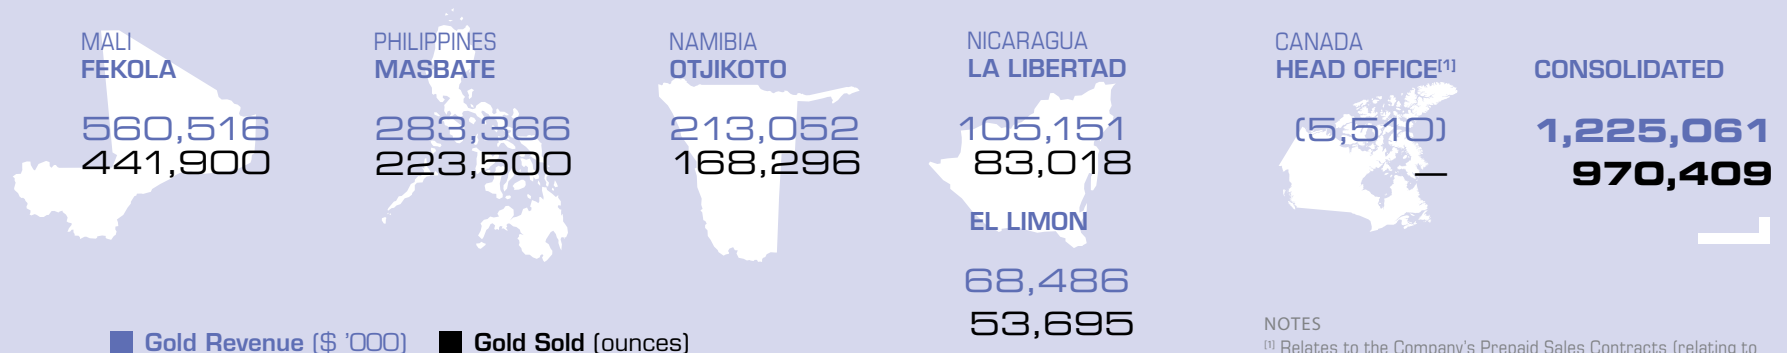 MALI
FEKOLA
560,516
441,900
PHILIPPINES
MASBATE
283,366
223,500
NAMIBIA
OTJIKOTO
213,052
168,296
NICARAGUA
LA LIBERTAD
105,151
83,018
EL LIMON
68,486
53,695
CANADA
HEAD OFFICE[1]
(5,510)
—
CONSOLIDATED
1,225,061
970,409
Gold Revenue ($ '000)
Gold Sold (ounces)
NOTES
[1] Relates to the Company's Prepaid Sales Contracts (relating to